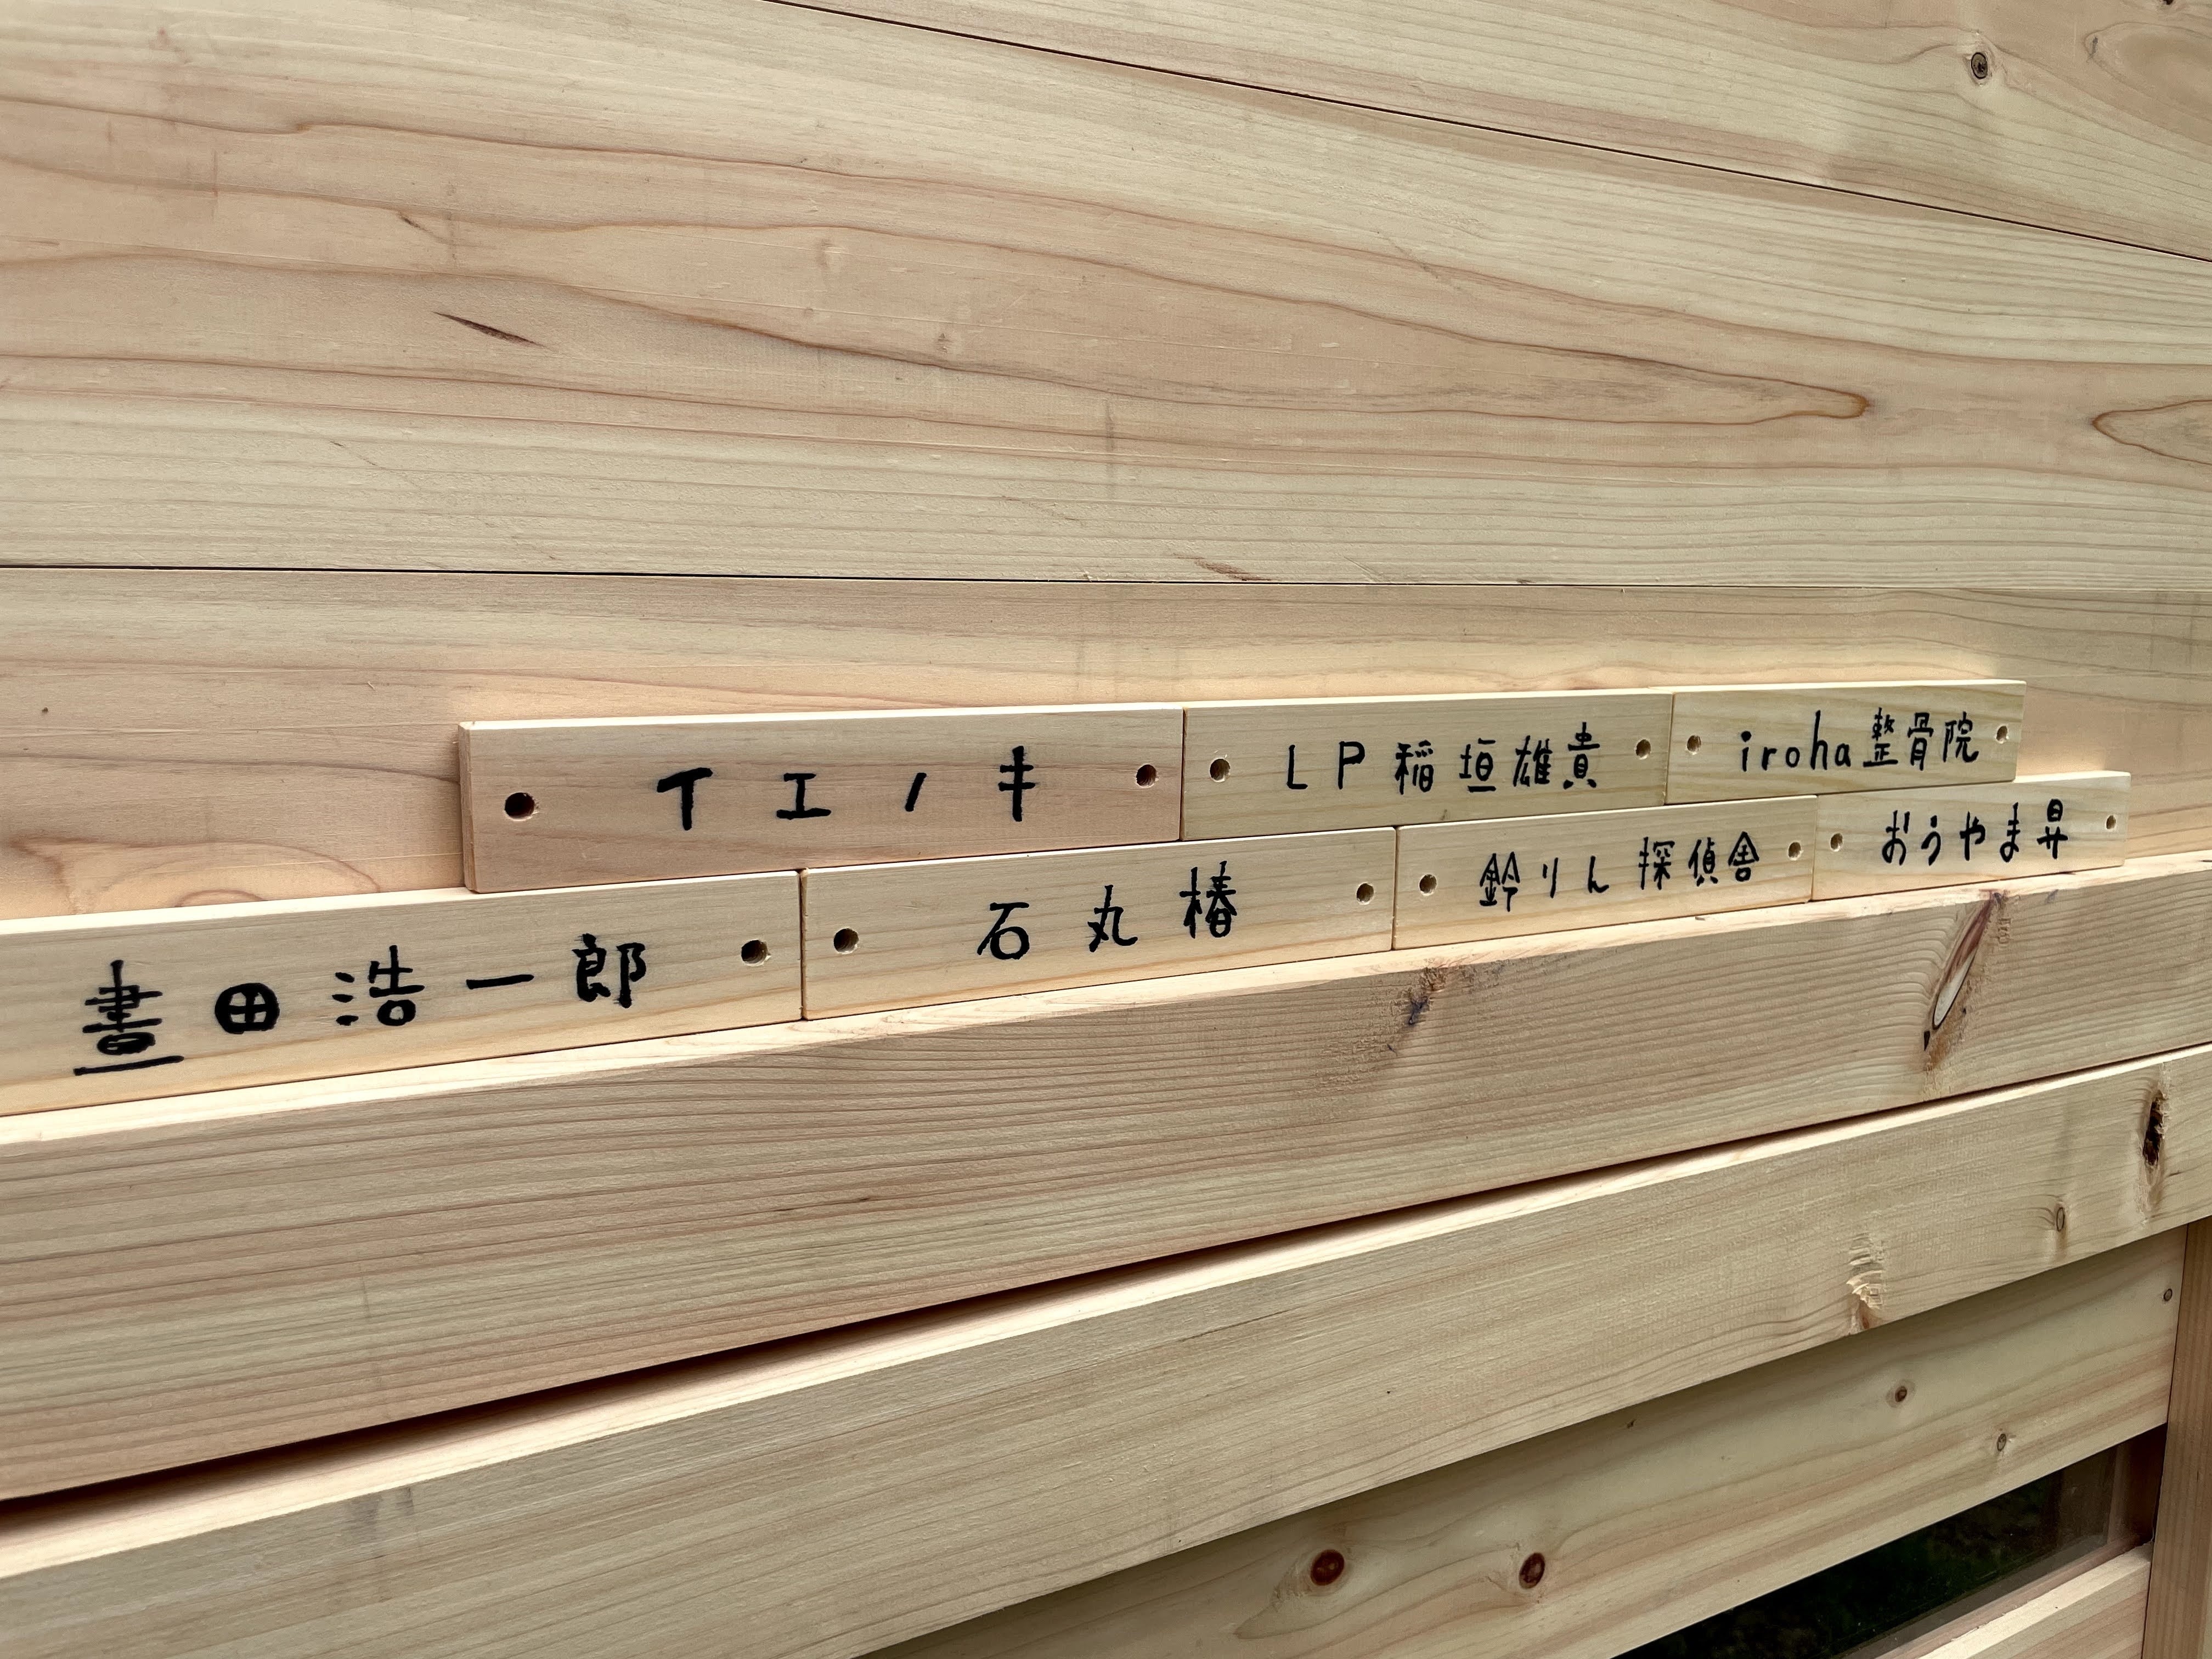 イエノキ
LP稲垣雄貴
iroha整骨院
晝田浩一郎
石丸椿
鈴りん探偵舎
おうやま昇